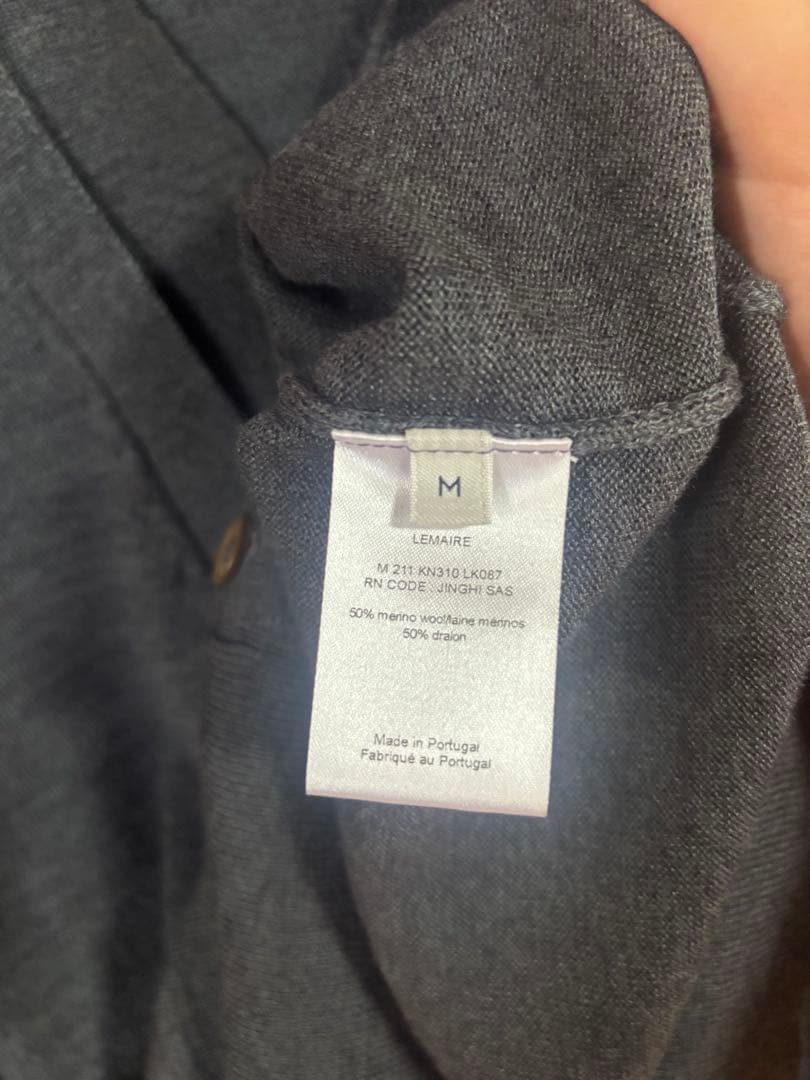 M
LEMAIRE
M 211 KN310 LK087
RN CODE : JINGHI SAS
50% merino wool/laine mérinos
50% dralon
Made in Portugal
Fabriqué au Portugal